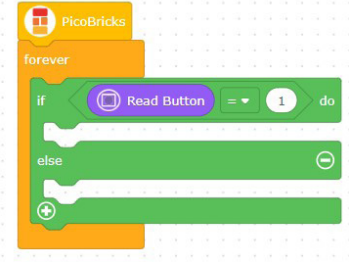 PicoBricks
forever
if Read Button = 1 do
else